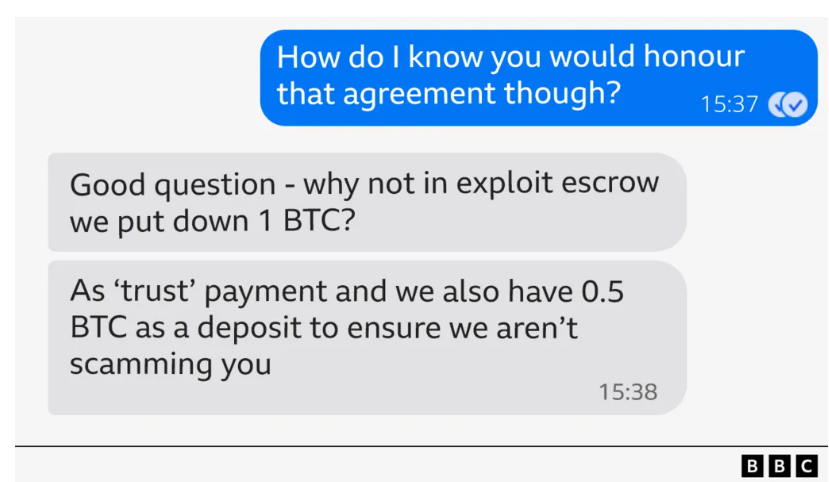 How do I know you would honour
that agreement though?
15:37
Good question - why not in exploit escrow
we put down 1 BTC?
As ‘trust’ payment and we also have 0.5
BTC as a deposit to ensure we aren’t
scamming you
15:38
BBC